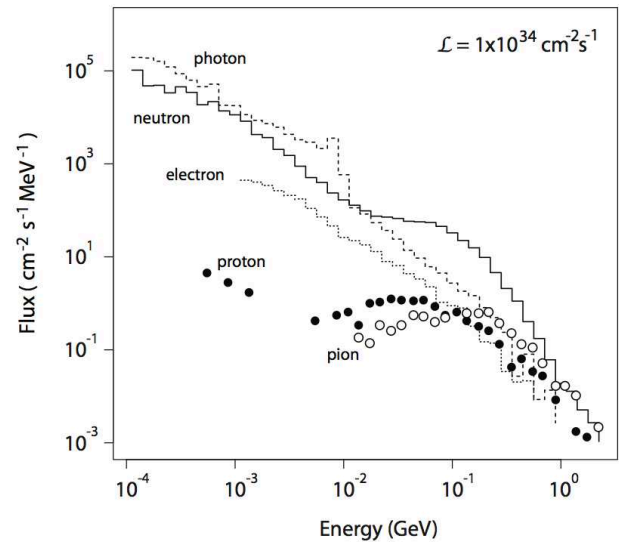 ℒ = 1x10³⁴ cm⁻²s⁻¹
photon
neutron
electron
proton
pion
10⁵
10³
10¹
10⁻¹
10⁻³
10⁻⁴
10⁻³
10⁻²
10⁻¹
10⁰
Flux ( cm⁻² s⁻¹ MeV⁻¹ )
Energy (GeV)